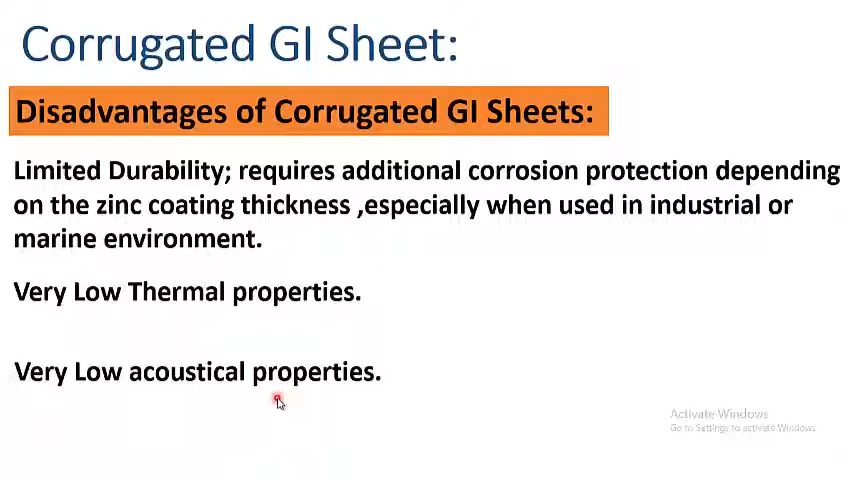 Corrugated GI Sheet:
Disadvantages of Corrugated GI Sheets:
Limited Durability; requires additional corrosion protection depending
on the zinc coating thickness ,especially when used in industrial or
marine environment.
Very Low Thermal properties.
Very Low acoustical properties.
Activate Windows
Go to Settings to activate Windows